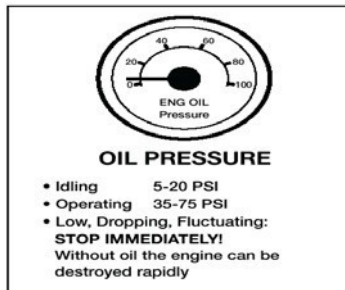 40 60
20 80
0 100
ENG OIL
Pressure
OIL PRESSURE
• Idling 5-20 PSI
• Operating 35-75 PSI
• Low, Dropping, Fluctuating:
STOP IMMEDIATELY!
Without oil the engine can be
destroyed rapidly